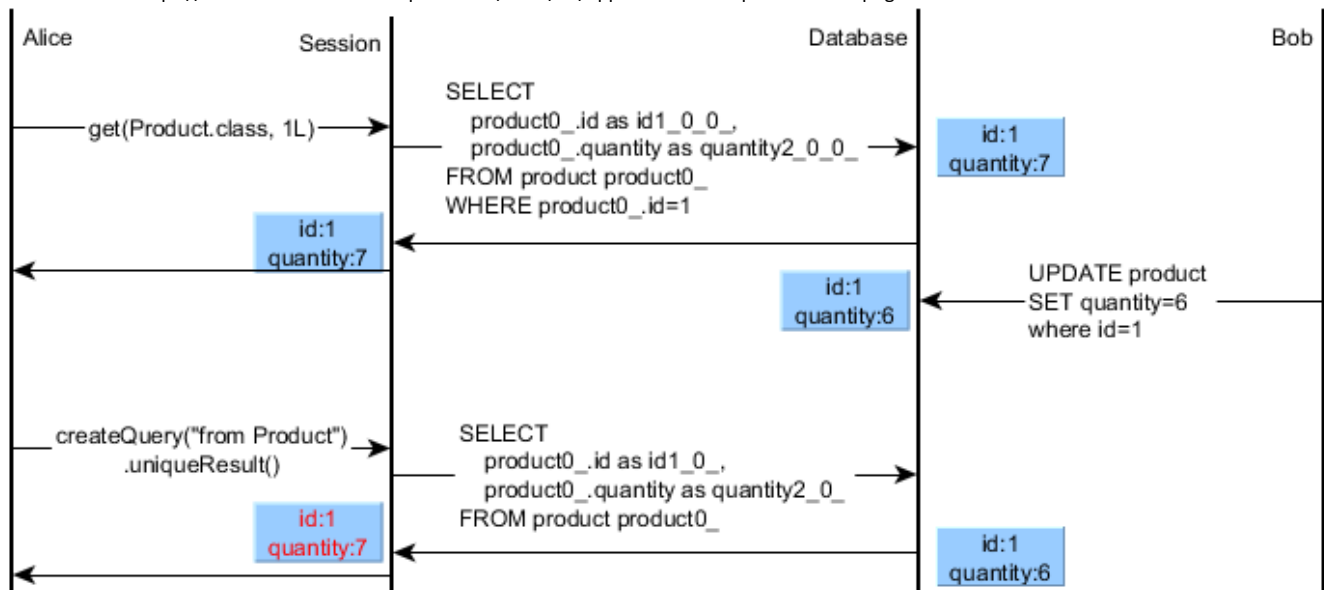 Alice
Session
Database
Bob
get(Product.class, 1L)
SELECT
product0_.id as id1_0_0_,
product0_.quantity as quantity2_0_0_
FROM product product0_
WHERE product0_.id=1
id:1
quantity:7
id:1
quantity:7
id:1
quantity:6
UPDATE product
SET quantity=6
where id=1
createQuery("from Product")
.uniqueResult()
SELECT
product0_.id as id1_0_,
product0_.quantity as quantity2_0_
FROM product product0_
id:1
quantity:7
id:1
quantity:6